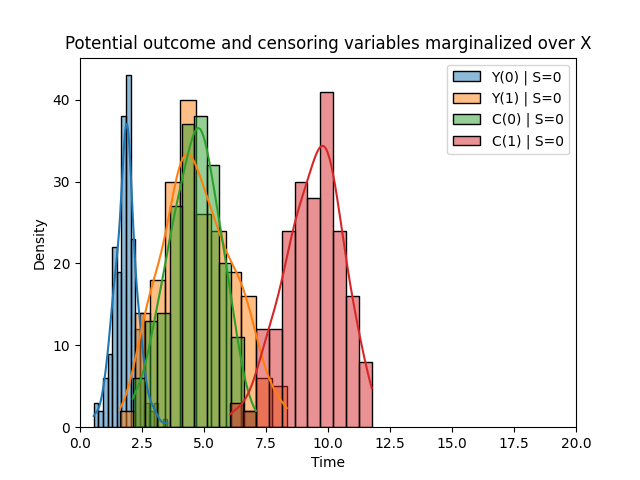 Potential outcome and censoring variables marginalized over X
Y(0) | S=0
Y(1) | S=0
C(0) | S=0
C(1) | S=0
Density
40
30
20
10
0
0.0 2.5 5.0 7.5 10.0 12.5 15.0 17.5 20.0
Time